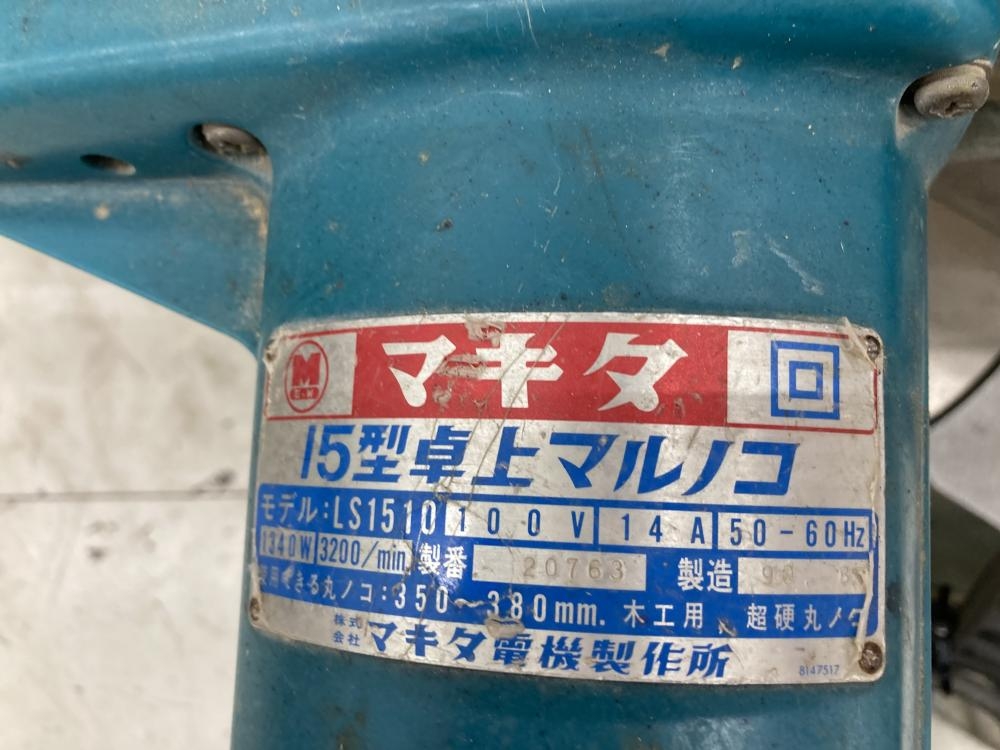 M
マキタ
回
15型卓上マルノコ
モデル:LS1510 100V 14A 50-60Hz
1340W 3200/min 製番 20763 製造
用できる丸ノコ:350〜380mm. 木工用 超硬丸ノコ
株式会社 マキタ電機製作所
8147517